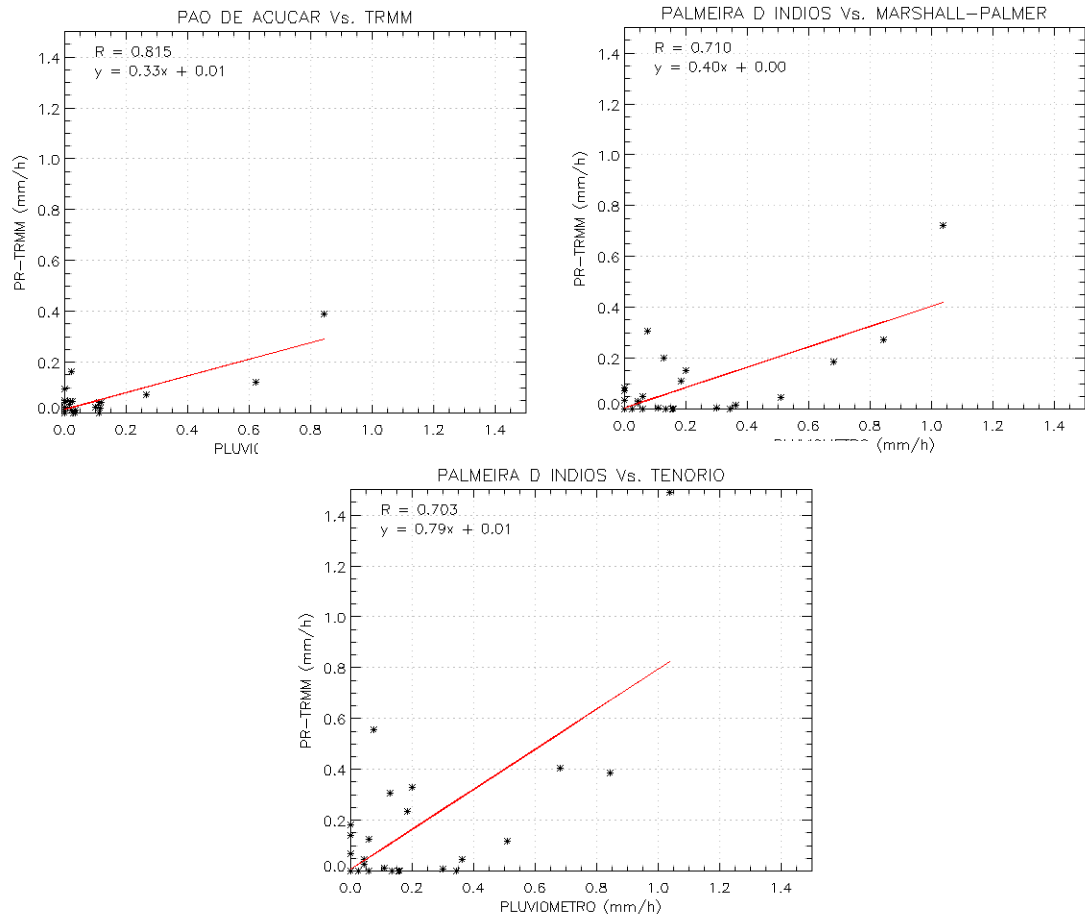 PAO DE ACUCAR Vs. TRMM
R = 0.815
y = 0.33x + 0.01
PR-TRMM (mm/h)
1.4
1.2
1.0
0.8
0.6
0.4
0.2
0.0
0.0 0.2 0.4 0.6 0.8 1.0 1.2 1.4
PALMEIRA D INDIOS Vs. MARSHALL-PALMER
R = 0.710
y = 0.40x + 0.00
PR-TRMM (mm/h)
1.4
1.2
1.0
0.8
0.6
0.4
0.2
0.0
0.0 0.2 0.4 0.6 0.8 1.0 1.2 1.4
PLUVIOMETRO (mm/h)
PALMEIRA D INDIOS Vs. TENORIO
R = 0.703
y = 0.79x + 0.01
PR-TRMM (mm/h)
1.4
1.2
1.0
0.8
0.6
0.4
0.2
0.0
0.0 0.2 0.4 0.6 0.8 1.0 1.2 1.4
PLUVIOMETRO (mm/h)